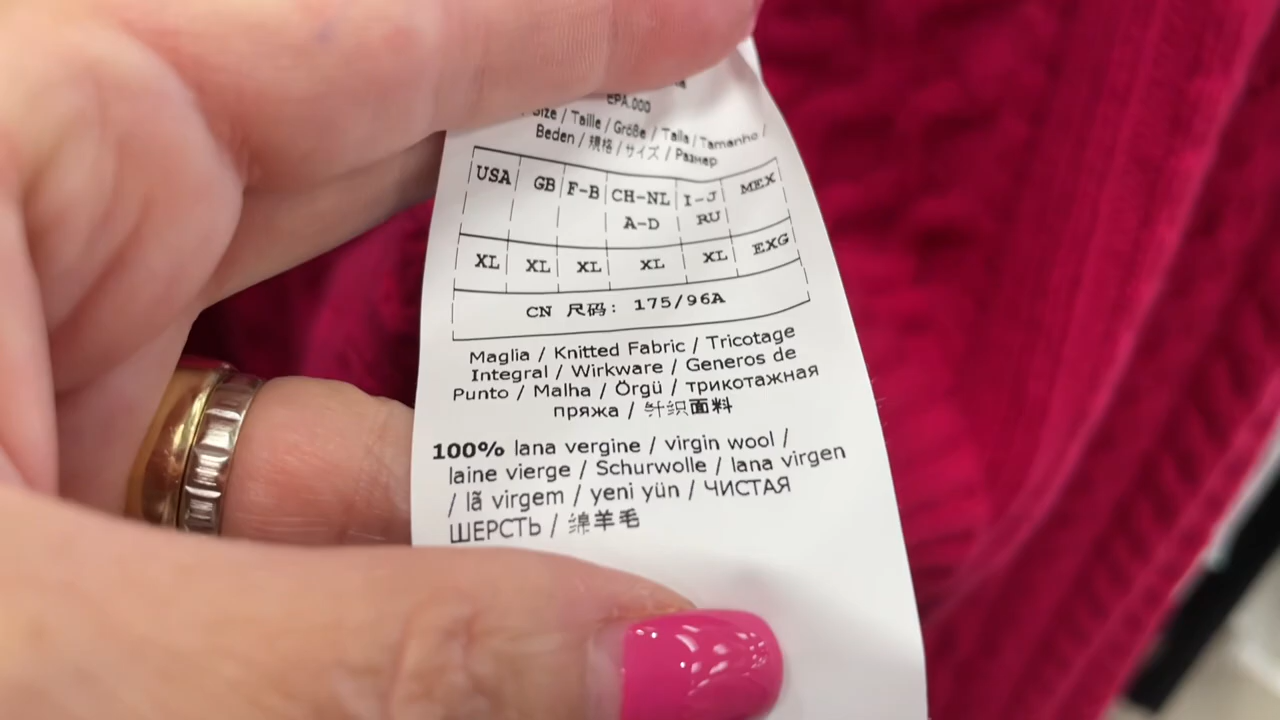 EPA.000
Size / Taille / Größe / Talla / Tamanho /
Beden / 規格 / サイズ / Размер
USA GB F-B CH-NL I-J MEX
A-D RU
XL XL XL XL XL EXG
CN 尺码: 175/96A
Maglia / Knitted Fabric / Tricotage
Integral / Wirkware / Generos de
Punto / Malha / Örgü / трикотажная
пряжа / 针织面料
100% lana vergine / virgin wool /
laine vierge / Schurwolle / lana virgen
/ lã virgem / yeni yün / ЧИСТАЯ
ШЕРСТЬ / 绵羊毛